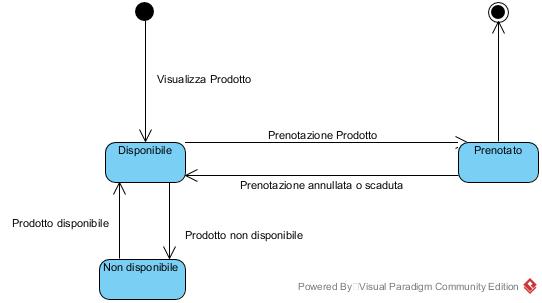 Visualizza Prodotto
Prenotazione Prodotto
Disponibile
Prenotato
Prenotazione annullata o scaduta
Prodotto disponibile
Prodotto non disponibile
Non disponibile
Powered By Visual Paradigm Community Edition